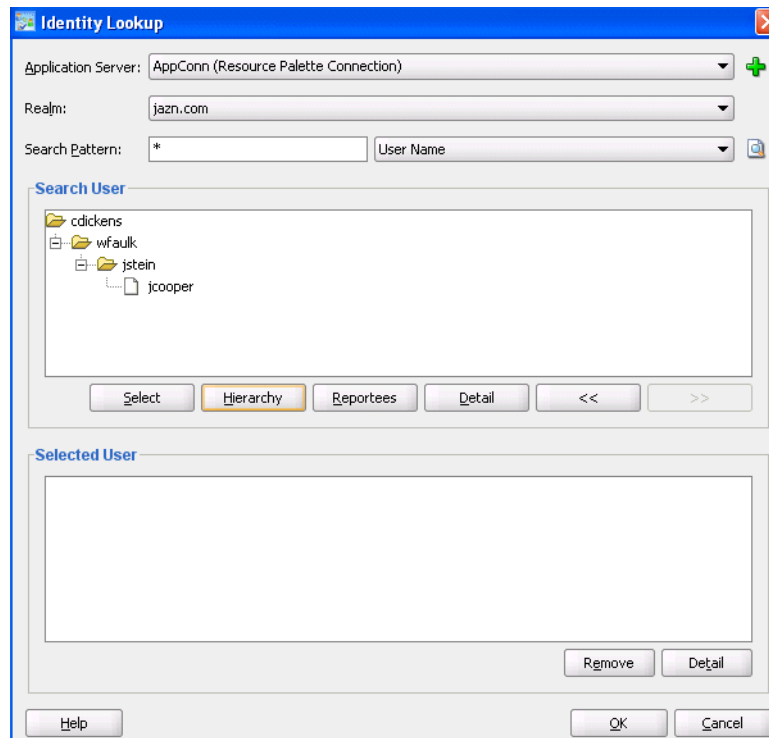 Identity Lookup
Application Server: AppConn (Resource Palette Connection)
Realm: jazn.com
Search Pattern: * User Name
Search User
cdickens
wfaulk
jstein
jcooper
Select Hierarchy Reportees Detail << >>
Selected User
Remove Detail
Help OK Cancel